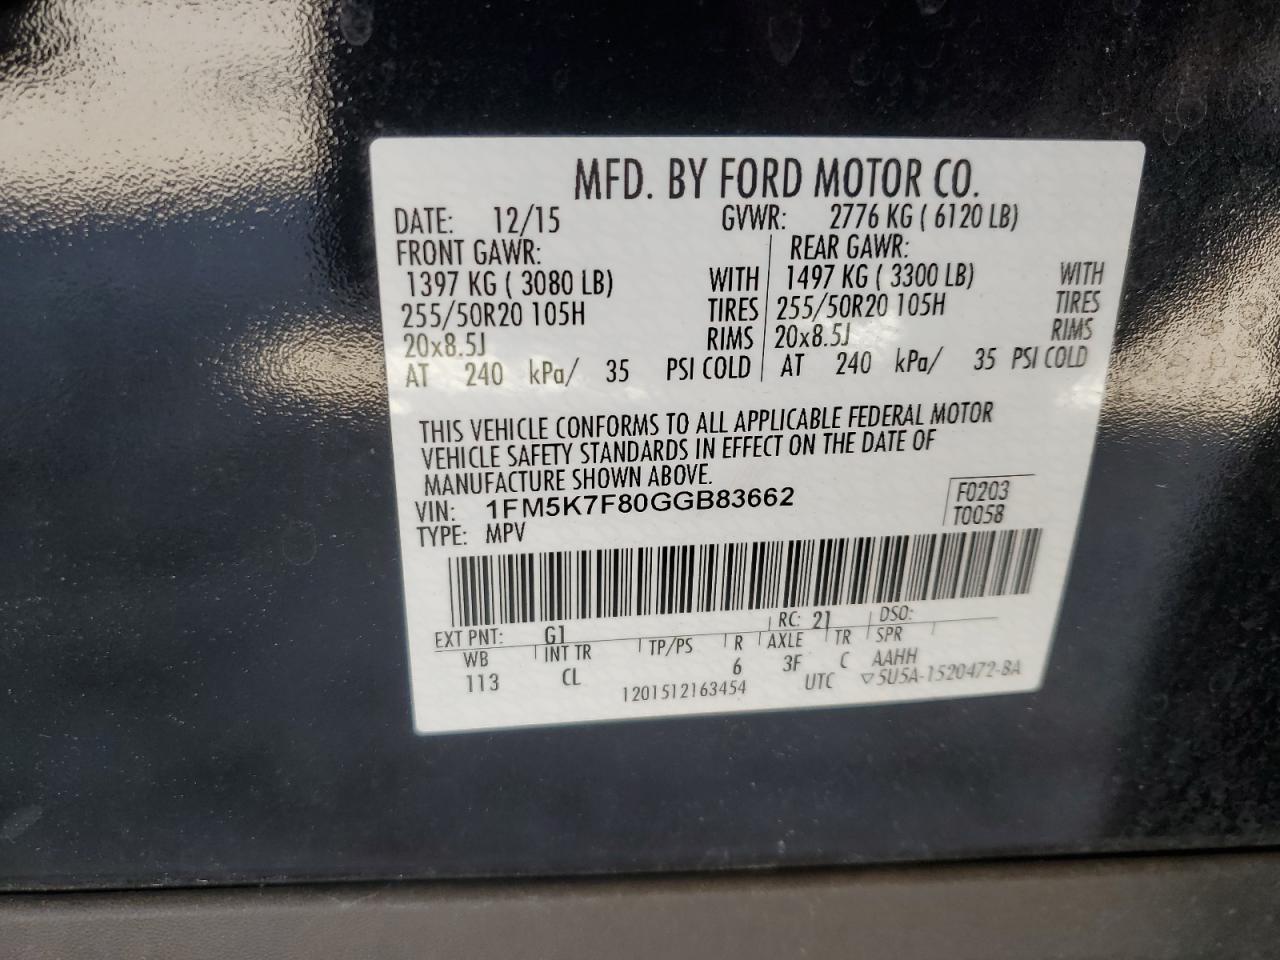 MFD. BY FORD MOTOR CO.
DATE: 12/15 GVWR: 2776 KG ( 6120 LB)
FRONT GAWR: REAR GAWR:
1397 KG ( 3080 LB) WITH 1497 KG ( 3300 LB) WITH
255/50R20 105H TIRES 255/50R20 105H TIRES
20x8.5J RIMS 20x8.5J RIMS
AT 240 kPa/ 35 PSI COLD AT 240 kPa/ 35 PSI COLD
THIS VEHICLE CONFORMS TO ALL APPLICABLE FEDERAL MOTOR
VEHICLE SAFETY STANDARDS IN EFFECT ON THE DATE OF
MANUFACTURE SHOWN ABOVE.
VIN: 1FM5K7F80GGB83662 F0203
TYPE: MPV T0058
EXT PNT: G1 RC: 21 DSO:
WB INT TR TP/PS R AXLE TR SPR
113 CL 6 3F C AAHH
1201512163454 UTC ▽5U5A-1520472-BA